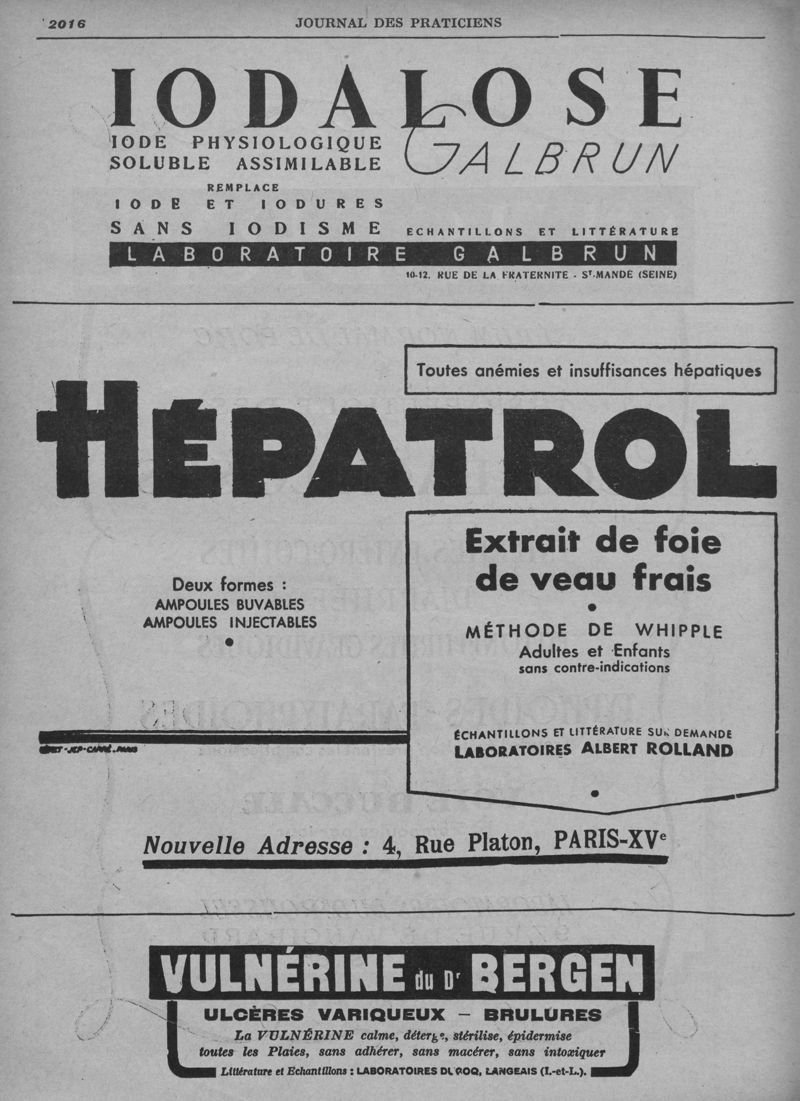 2016
JOURNAL DES PRATICIENS
IODALOSE
IODE PHYSIOLOGIQUE
SOLUBLE ASSIMILABLE
GALBRUN
REMPLACE
IODE ET IODURES
SANS IODISME
ECHANTILLONS ET LITTÉRATURE
LABORATOIRE GALBRUN
10-12, RUE DE LA FRATERNITE - ST-MANDE (SEINE)
Toutes anémies et insuffisances hépatiques
HÉPATROL
Extrait de foie
de veau frais
Deux formes :
AMPOULES BUVABLES
AMPOULES INJECTABLES
MÉTHODE DE WHIPPLE
Adultes et Enfants
sans contre-indications
ÉCHANTILLONS ET LITTÉRATURE SUR DEMANDE
LABORATOIRES ALBERT ROLLAND
Nouvelle Adresse : 4, Rue Platon, PARIS-XVe
VULNÉRINE du Dr BERGEN
ULCÈRES VARIQUEUX – BRULURES
La VULNÉRINE calme, déterge, stérilise, épidermise
toutes les Plaies, sans adhérer, sans macérer, sans intoxiquer
Littérature et Echantillons : LABORATOIRES DUCOQ, LANGEAIS (I.-et-L.).